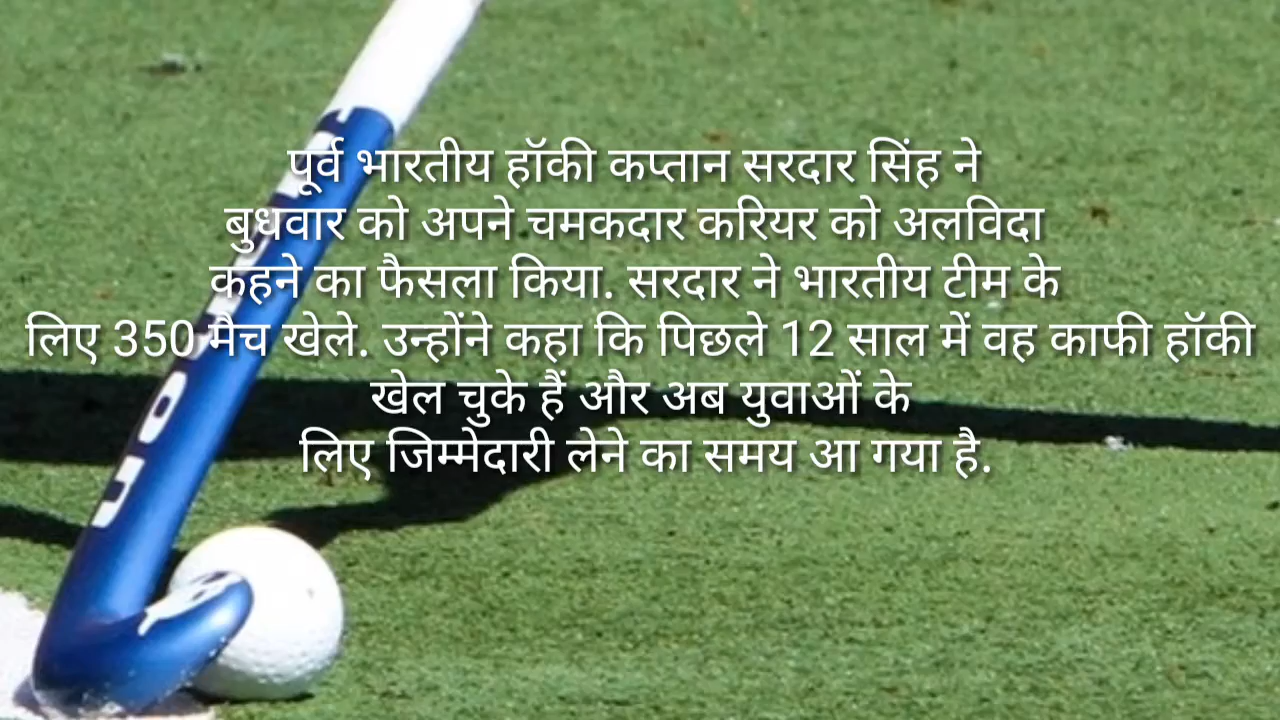 पूर्व भारतीय हॉकी कप्तान सरदार सिंह ने
बुधवार को अपने चमकदार करियर को अलविदा
कहने का फैसला किया. सरदार ने भारतीय टीम के
लिए 350 मैच खेले. उन्होंने कहा कि पिछले 12 साल में वह काफी हॉकी
खेल चुके हैं और अब युवाओं के
लिए जिम्मेदारी लेने का समय आ गया है.